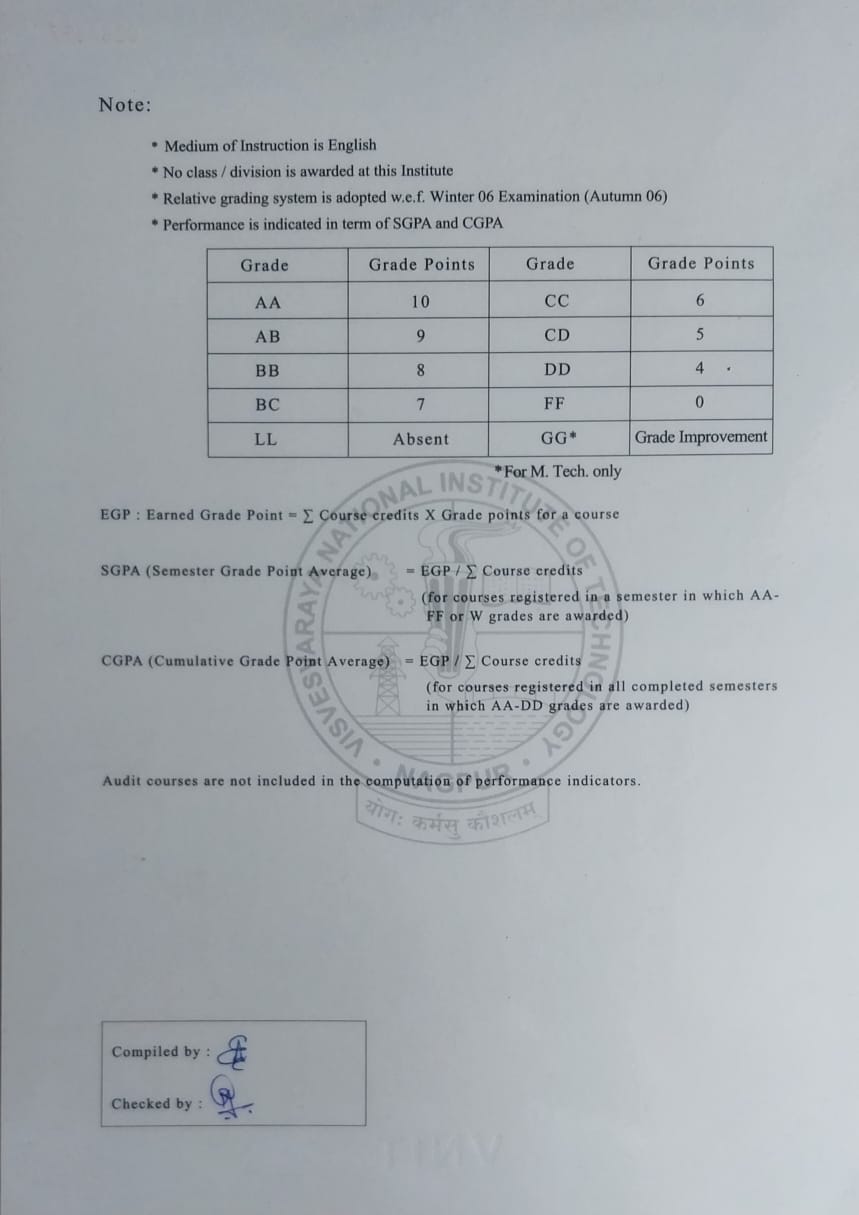 Note:
* Medium of Instruction is English
* No class / division is awarded at this Institute
* Relative grading system is adopted w.e.f. Winter 06 Examination (Autumn 06)
* Performance is indicated in term of SGPA and CGPA
Grade Grade Points Grade Grade Points
AA 10 CC 6
AB 9 CD 5
BB 8 DD 4
BC 7 FF 0
LL Absent GG* Grade Improvement
*For M. Tech. only
EGP : Earned Grade Point = ∑ Course credits X Grade points for a course
SGPA (Semester Grade Point Average) = EGP / ∑ Course credits
(for courses registered in a semester in which AA-
FF or W grades are awarded)
CGPA (Cumulative Grade Point Average) = EGP / ∑ Course credits
(for courses registered in all completed semesters
in which AA-DD grades are awarded)
Audit courses are not included in the computation of performance indicators.
VISVESVARAYA NATIONAL INSTITUTE OF TECHNOLOGY
• NAGPUR •
योग: कर्मसु कौशलम्
Compiled by :
Checked by :
VNIT